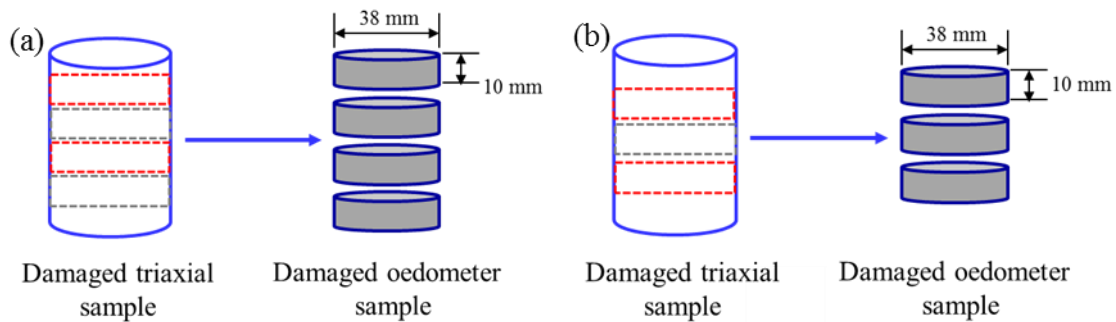 (a)
38 mm
10 mm
Damaged triaxial
sample
Damaged oedometer
sample
(b)
38 mm
10 mm
Damaged triaxial
sample
Damaged oedometer
sample